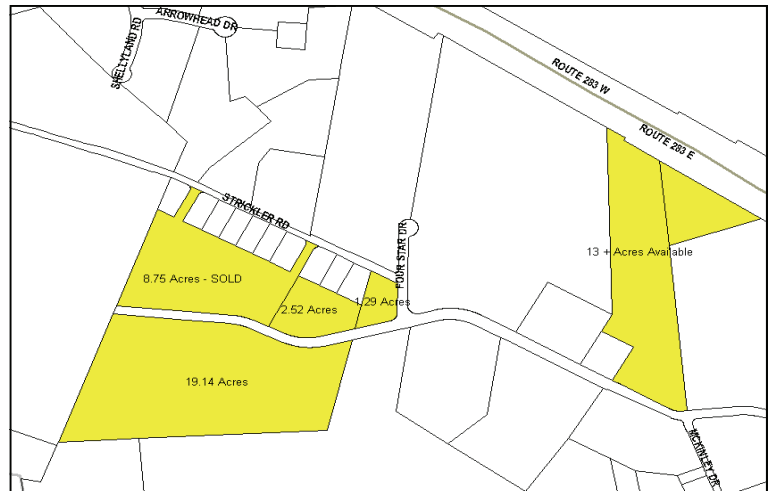 ARROWHEAD DR
SHELLYLAND RD
ROUTE 283 W
ROUTE 283 E
STRICKLER RD
FOUR STAR DR
13 + Acres Available
8.75 Acres - SOLD
2.52 Acres
1.29 Acres
19.14 Acres
MCKINLEY DR